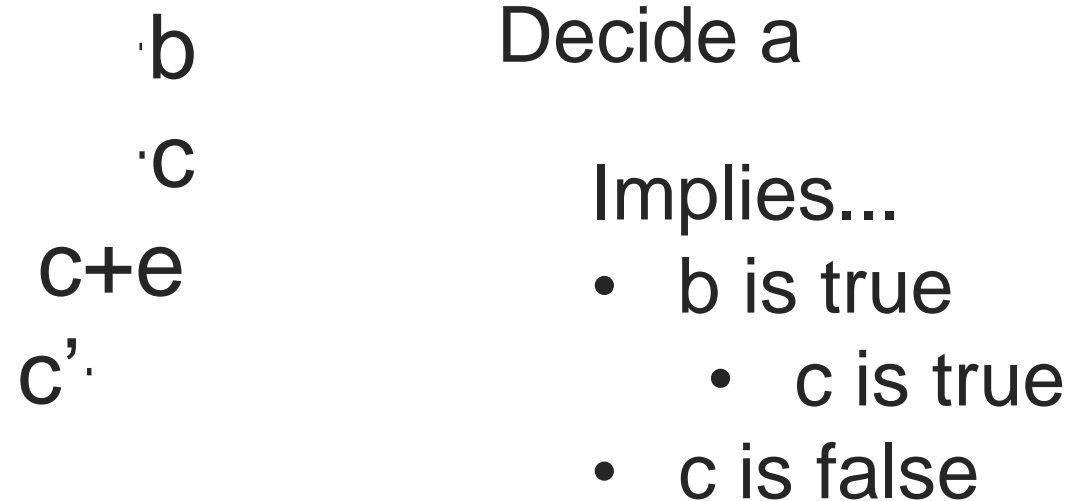 ·b
·c
c+e
c’·
Decide a
Implies...
• b is true
• c is true
• c is false